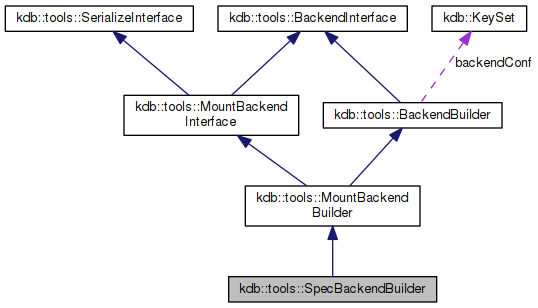 kdb::tools::SerializeInterface
kdb::tools::BackendInterface
kdb::KeySet
backendConf
kdb::tools::MountBackend
Interface
kdb::tools::BackendBuilder
kdb::tools::MountBackend
Builder
kdb::tools::SpecBackendBuilder